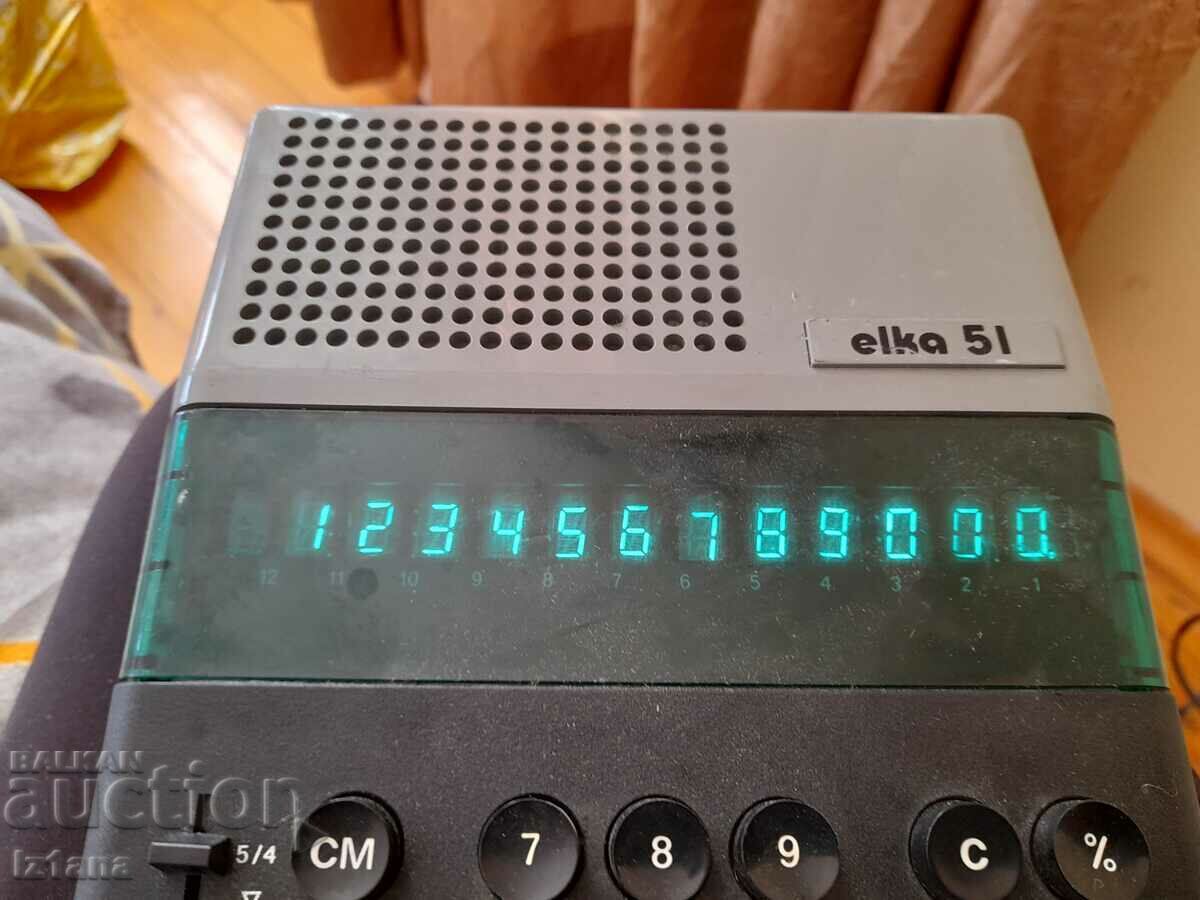 elka 51
123456789000.
12 11 10 9 8 7 6 5 4 3 2 1
BALKAN
auction
iz1ana
5/4 CM 7 8 9 C %